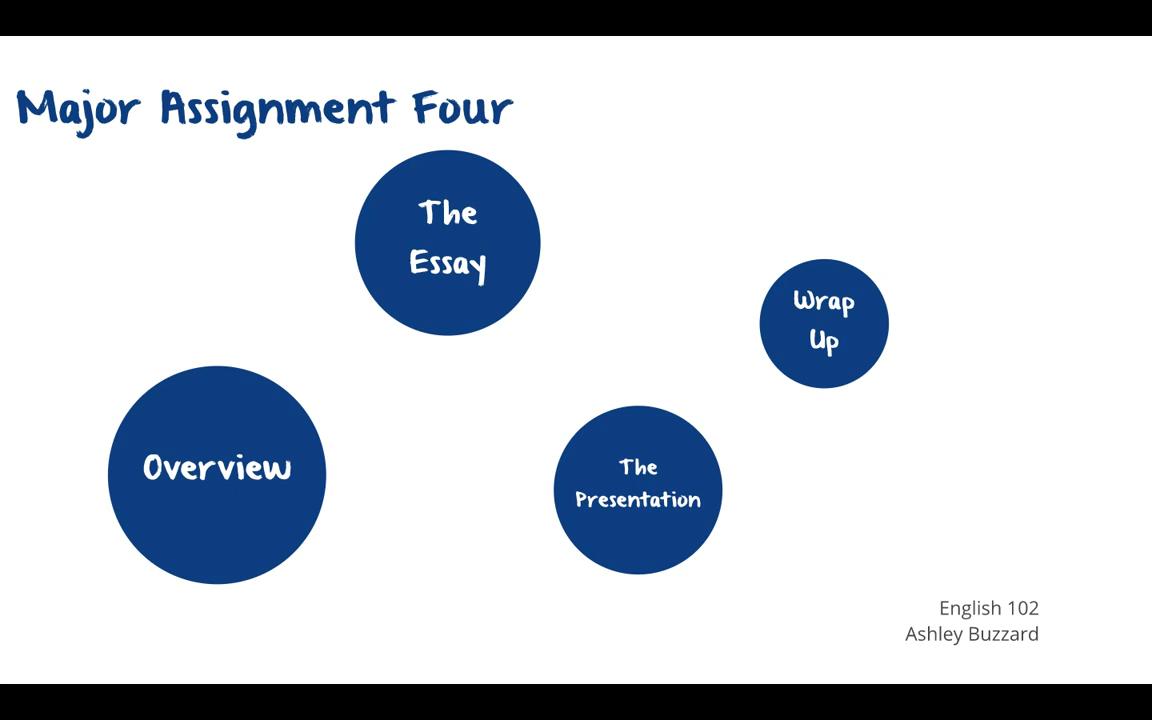 Major Assignment Four
The
Essay
Wrap
Up
Overview
The
Presentation
English 102
Ashley Buzzard